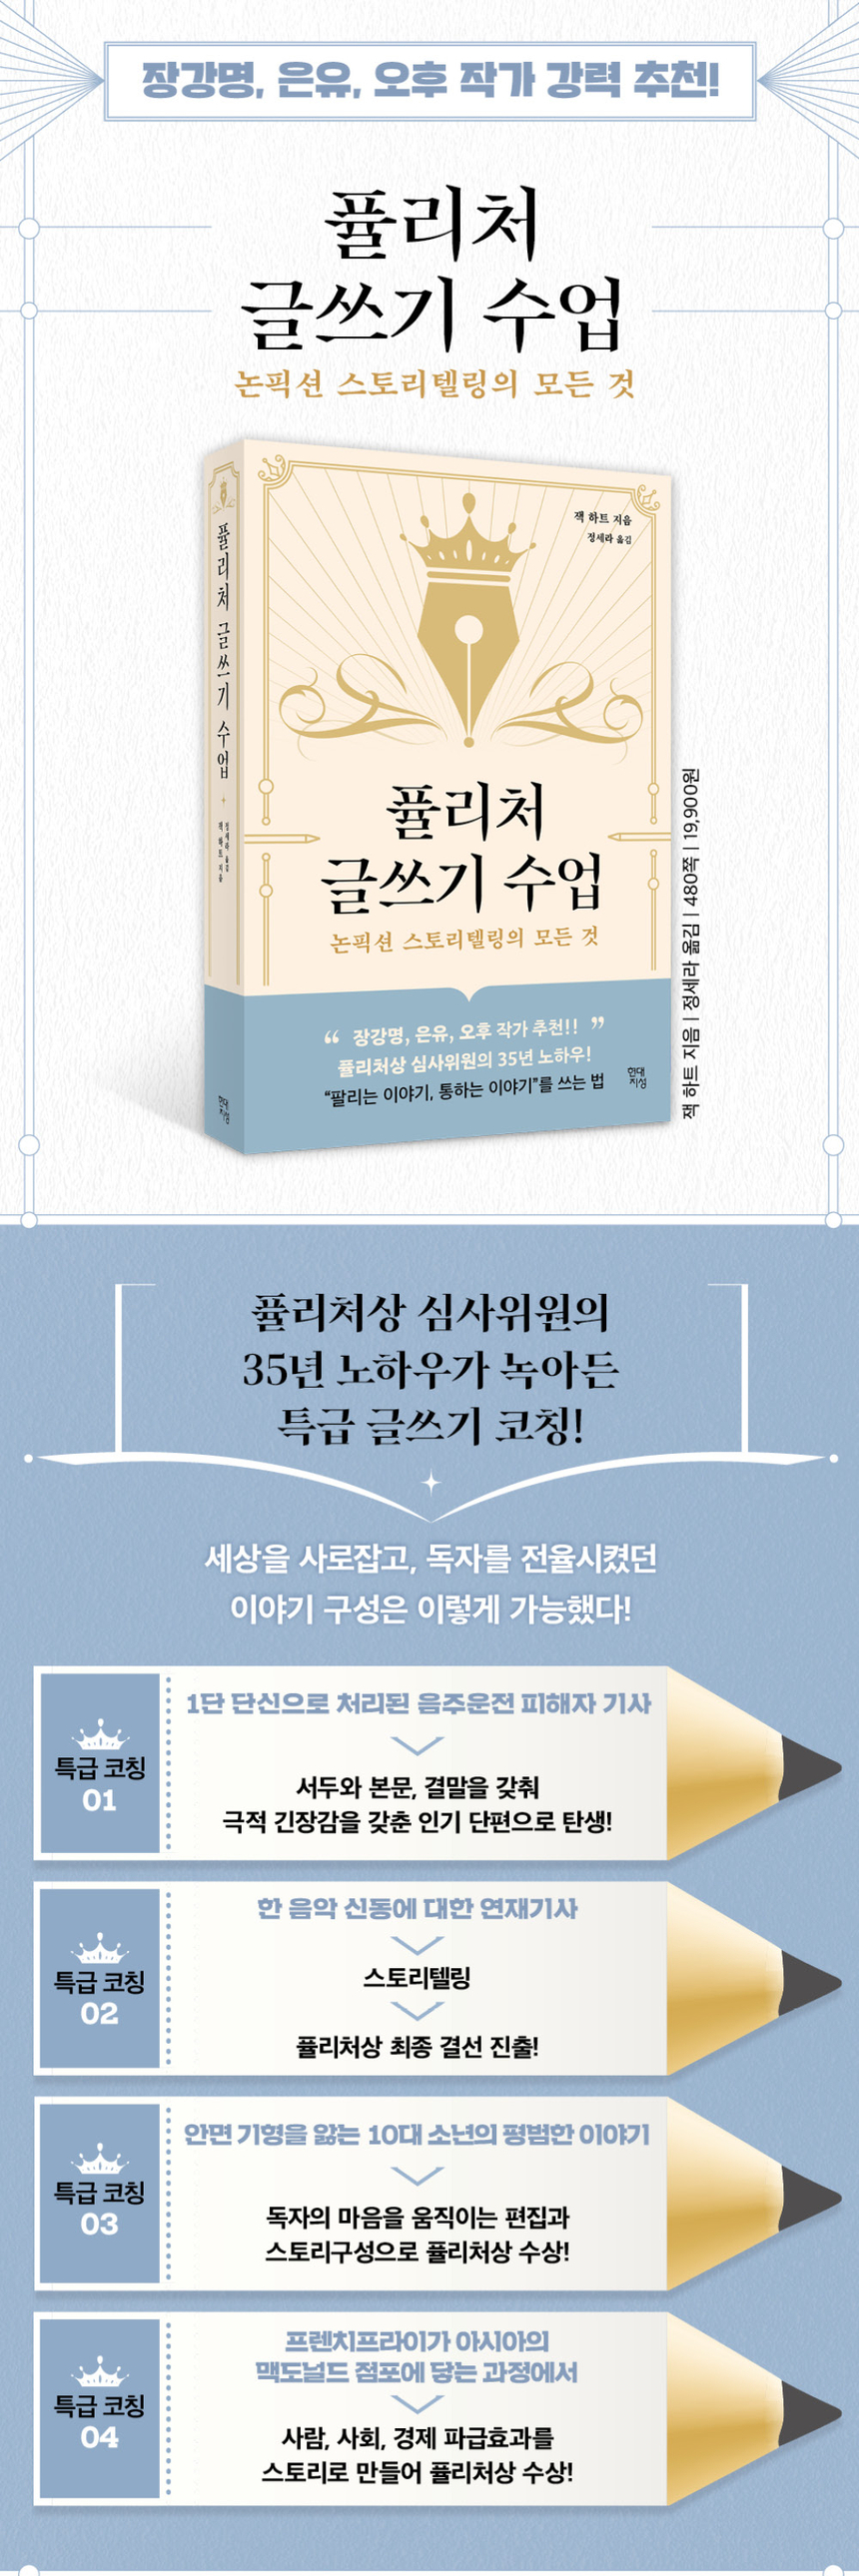 장강명, 은유, 오후 작가 강력 추천!
퓰리처
글쓰기 수업
논픽션 스토리텔링의 모든 것
퓰리처 글쓰기 수업
잭 하트 지음
정세라 옮김
현대
지성
잭 하트 지음
정세라 옮김
퓰리처
글쓰기 수업
논픽션 스토리텔링의 모든 것
“ 장강명, 은유, 오후 작가 추천!! ”
퓰리처상 심사위원의 35년 노하우!
“팔리는 이야기, 통하는 이야기”를 쓰는 법
현대
지성
잭 하트 지음 | 정세라 옮김 | 480쪽 | 19,900원
퓰리처상 심사위원의
35년 노하우가 녹아든
특급 글쓰기 코칭!
세상을 사로잡고, 독자를 전율시켰던
이야기 구성은 이렇게 가능했다!
특급 코칭
01
1단 단신으로 처리된 음주운전 피해자 기사
서두와 본문, 결말을 갖춰
극적 긴장감을 갖춘 인기 단편으로 탄생!
특급 코칭
02
한 음악 신동에 대한 연재기사
스토리텔링
퓰리처상 최종 결선 진출!
특급 코칭
03
안면 기형을 앓는 10대 소년의 평범한 이야기
독자의 마음을 움직이는 편집과
스토리구성으로 퓰리처상 수상!
특급 코칭
04
프렌치프라이가 아시아의
맥도널드 점포에 닿는 과정에서
사람, 사회, 경제 파급효과를
스토리로 만들어 퓰리처상 수상!